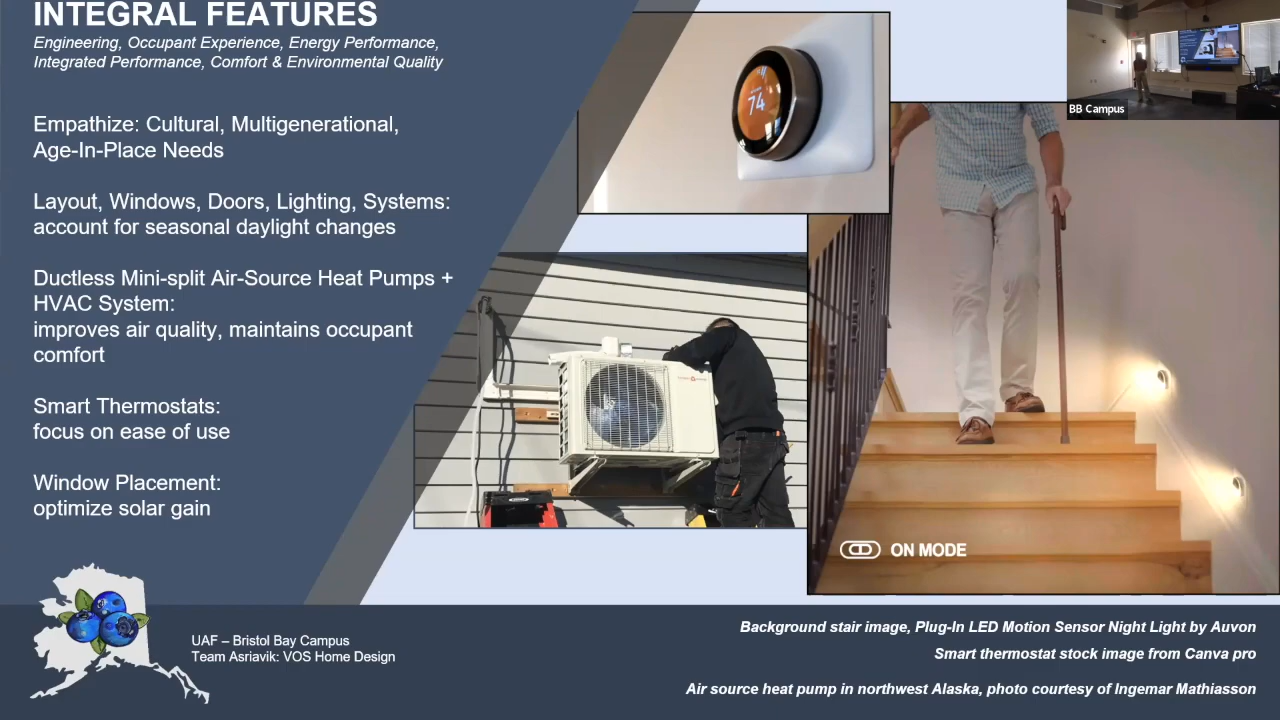 INTEGRAL FEATURES
Engineering, Occupant Experience, Energy Performance,
Integrated Performance, Comfort & Environmental Quality
Empathize: Cultural, Multigenerational,
Age-In-Place Needs
Layout, Windows, Doors, Lighting, Systems:
account for seasonal daylight changes
Ductless Mini-split Air-Source Heat Pumps +
HVAC System:
improves air quality, maintains occupant
comfort
Smart Thermostats:
focus on ease of use
Window Placement:
optimize solar gain
74
BB Campus
ON MODE
UAF – Bristol Bay Campus
Team Asriavik: VOS Home Design
Background stair image, Plug-In LED Motion Sensor Night Light by Auvon
Smart thermostat stock image from Canva pro
Air source heat pump in northwest Alaska, photo courtesy of Ingemar Mathiasson